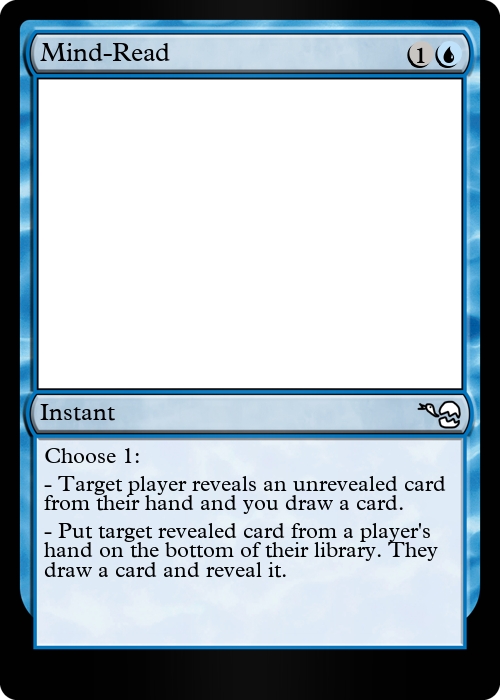 Mind-Read
1
Instant
Choose 1:
- Target player reveals an unrevealed card
from their hand and you draw a card.
- Put target revealed card from a player's
hand on the bottom of their library. They
draw a card and reveal it.